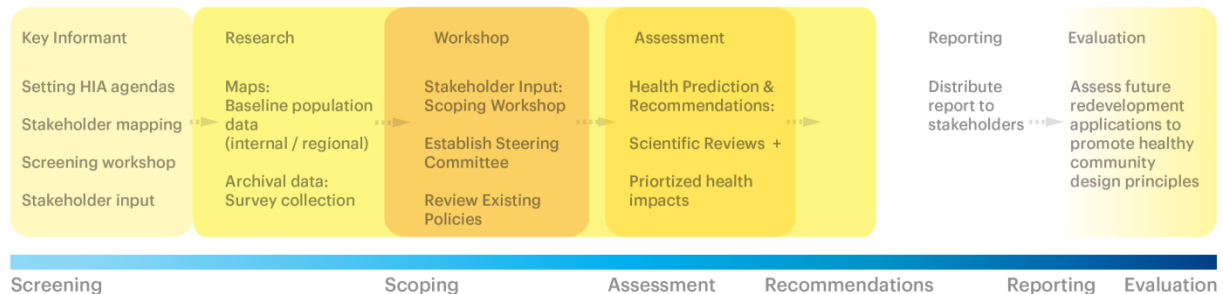 Key Informant
Setting HIA agendas
Stakeholder mapping
Screening workshop
Stakeholder input
Research
Maps:
Baseline population
data
(internal / regional)
Archival data:
Survey collection
Workshop
Stakeholder Input:
Scoping Workshop
Establish Steering
Committee
Review Existing
Policies
Assessment
Health Prediction &
Recommendations:
Scientific Reviews +
Priortized health
impacts
Reporting
Distribute
report to
stakeholders
Evaluation
Assess future
redevelopment
applications to
promote healthy
community
design principles
Screening
Scoping
Assessment
Recommendations
Reporting
Evaluation